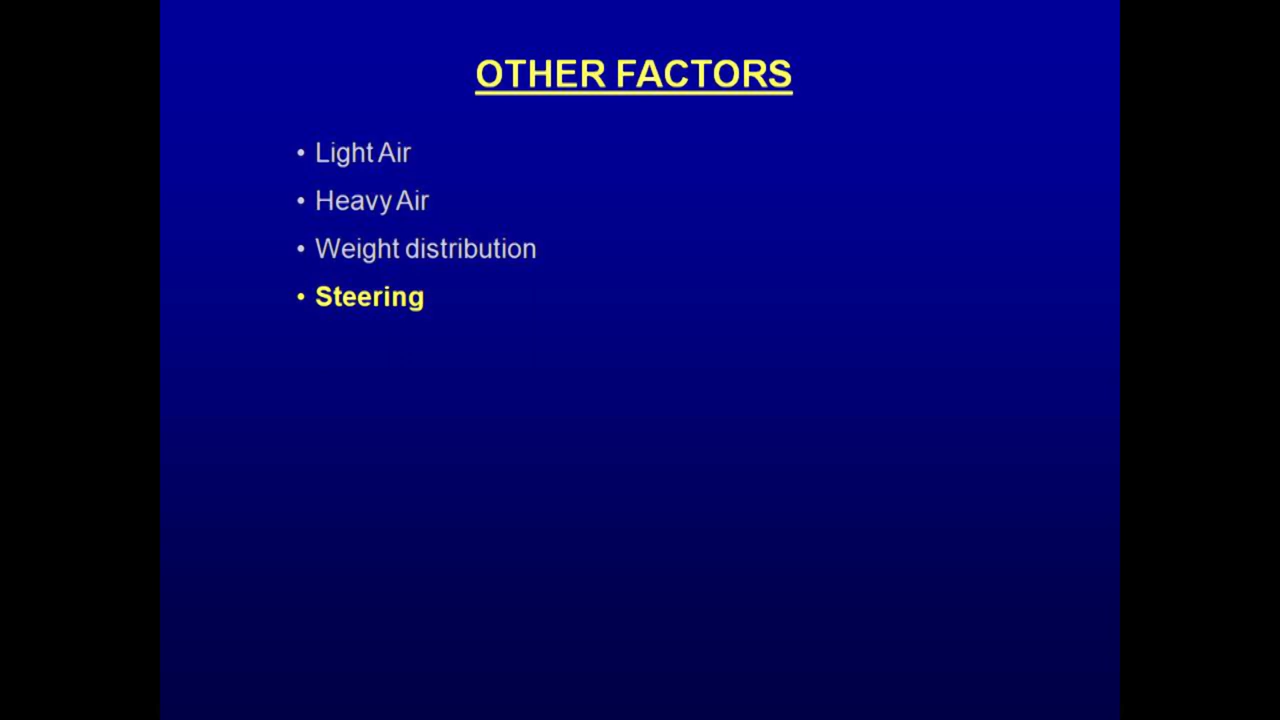 OTHER FACTORS
• Light Air
• Heavy Air
• Weight distribution
• Steering